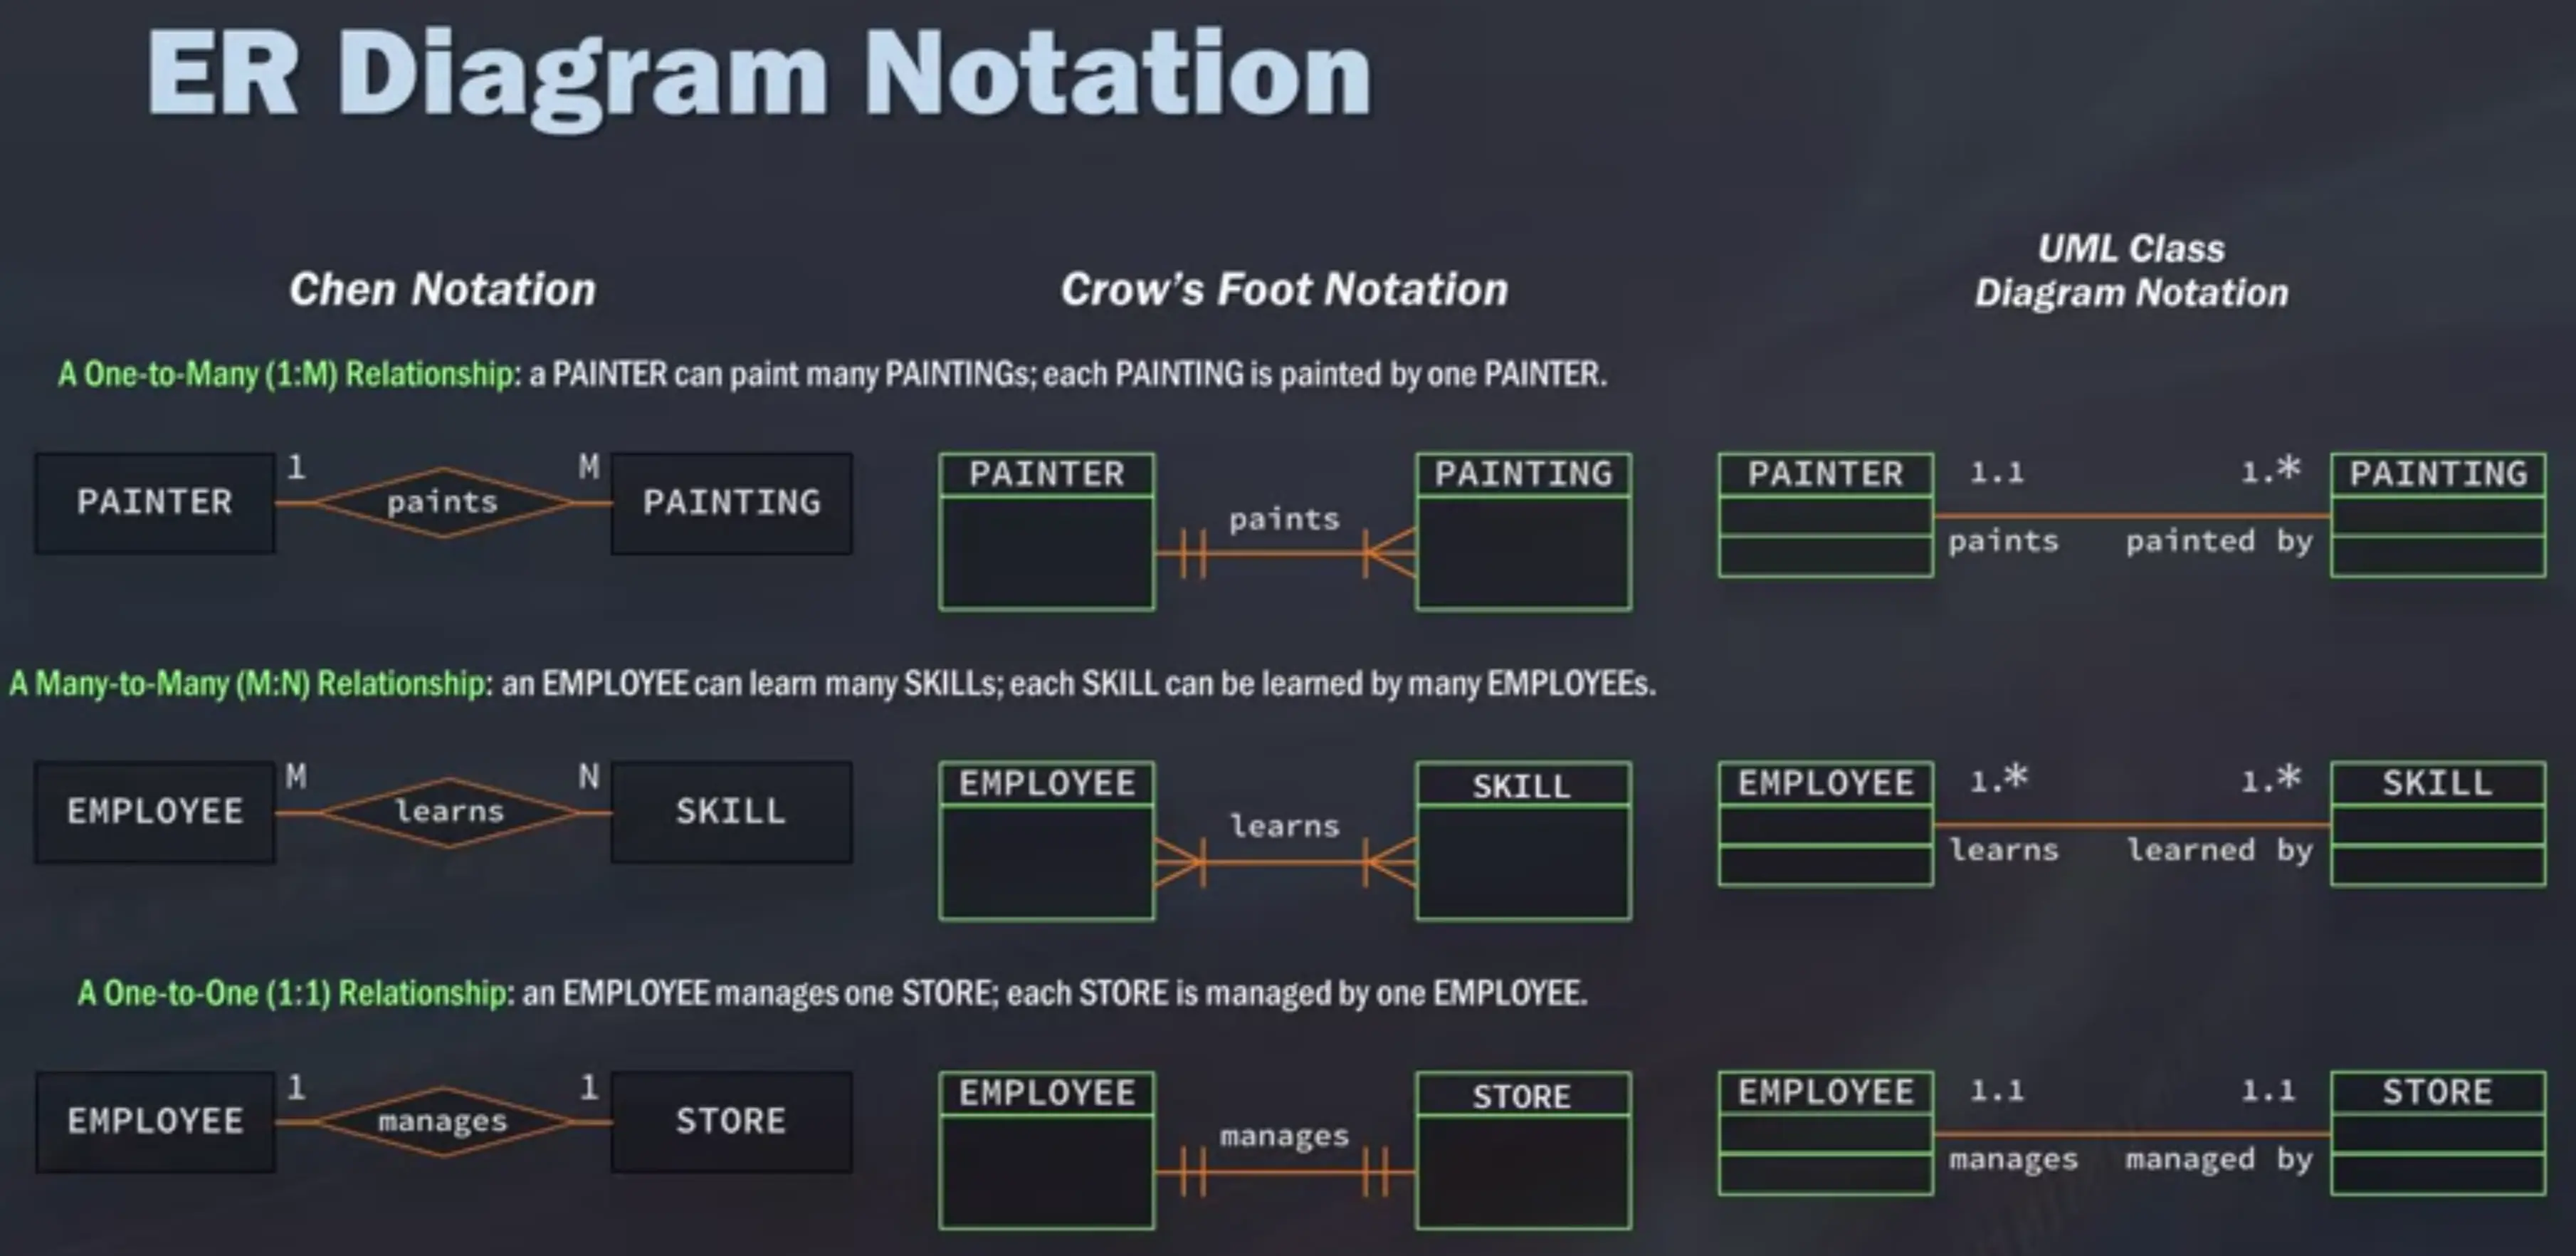 ER Diagram Notation
Chen Notation
Crow's Foot Notation
UML Class
Diagram Notation
A One-to-Many (1:M) Relationship: a PAINTER can paint many PAINTINGs; each PAINTING is painted by one PAINTER.
PAINTER 1 paints M PAINTING
PAINTER paints PAINTING
PAINTER 1.1 1.* PAINTING
paints painted by
A Many-to-Many (M:N) Relationship: an EMPLOYEE can learn many SKILLs; each SKILL can be learned by many EMPLOYEEs.
EMPLOYEE M learns N SKILL
EMPLOYEE learns SKILL
EMPLOYEE 1.* 1.* SKILL
learns learned by
A One-to-One (1:1) Relationship: an EMPLOYEE manages one STORE; each STORE is managed by one EMPLOYEE.
EMPLOYEE 1 manages 1 STORE
EMPLOYEE manages STORE
EMPLOYEE 1.1 1.1 STORE
manages managed by